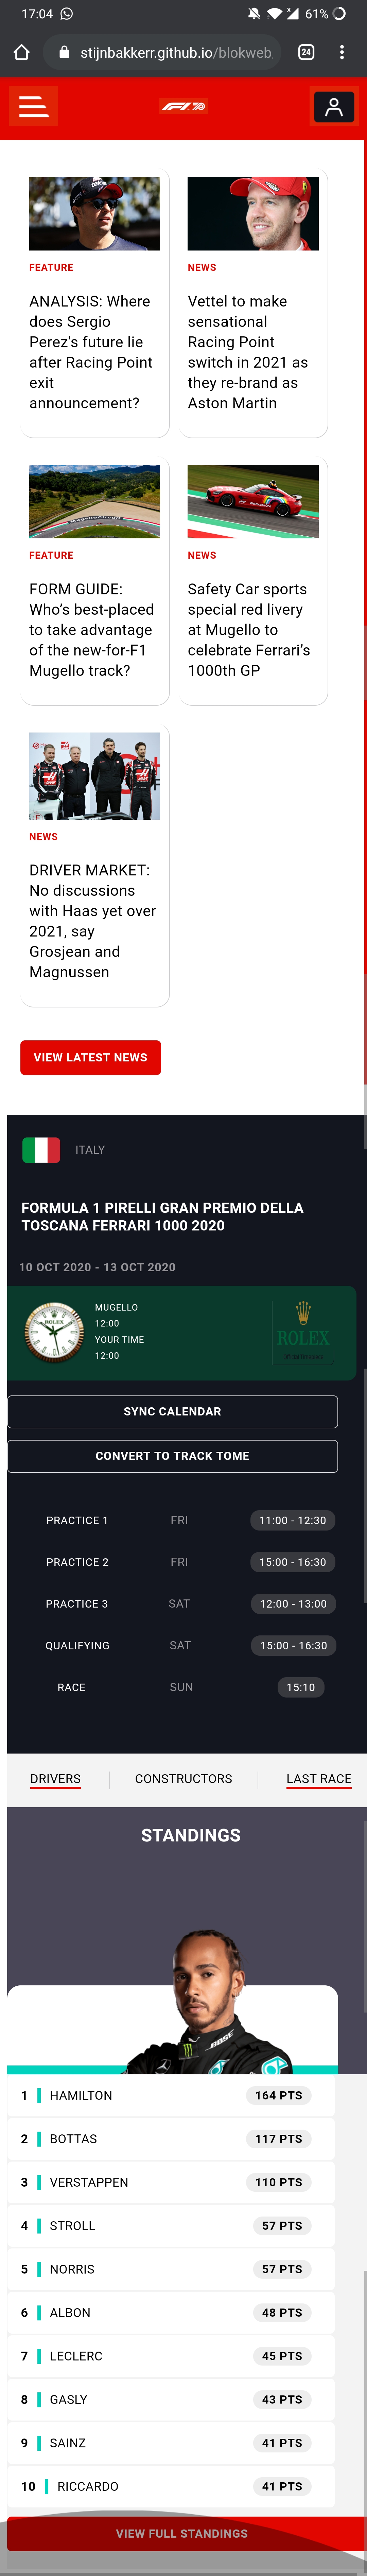 17:04
61%
stijnbakkerr.github.io/blokweb
24
F1 70
FEATURE
ANALYSIS: Where
does Sergio
Perez's future lie
after Racing Point
exit
announcement?
NEWS
Vettel to make
sensational
Racing Point
switch in 2021 as
they re-brand as
Aston Martin
FEATURE
FORM GUIDE:
Who's best-placed
to take advantage
of the new-for-F1
Mugello track?
NEWS
Safety Car sports
special red livery
at Mugello to
celebrate Ferrari's
1000th GP
NEWS
DRIVER MARKET:
No discussions
with Haas yet over
2021, say
Grosjean and
Magnussen
VIEW LATEST NEWS
ITALY
FORMULA 1 PIRELLI GRAN PREMIO DELLA
TOSCANA FERRARI 1000 2020
10 OCT 2020 - 13 OCT 2020
MUGELLO
12:00
YOUR TIME
12:00
ROLEX
SYNC CALENDAR
CONVERT TO TRACK TOME
PRACTICE 1 FRI 11:00 - 12:30
PRACTICE 2 FRI 15:00 - 16:30
PRACTICE 3 SAT 12:00 - 13:00
QUALIFYING SAT 15:00 - 16:30
RACE SUN 15:10
DRIVERS CONSTRUCTORS LAST RACE
STANDINGS
BOSE
1 HAMILTON 164 PTS
2 BOTTAS 117 PTS
3 VERSTAPPEN 110 PTS
4 STROLL 57 PTS
5 NORRIS 57 PTS
6 ALBON 48 PTS
7 LECLERC 45 PTS
8 GASLY 43 PTS
9 SAINZ 41 PTS
10 RICCARDO 41 PTS
VIEW FULL STANDINGS